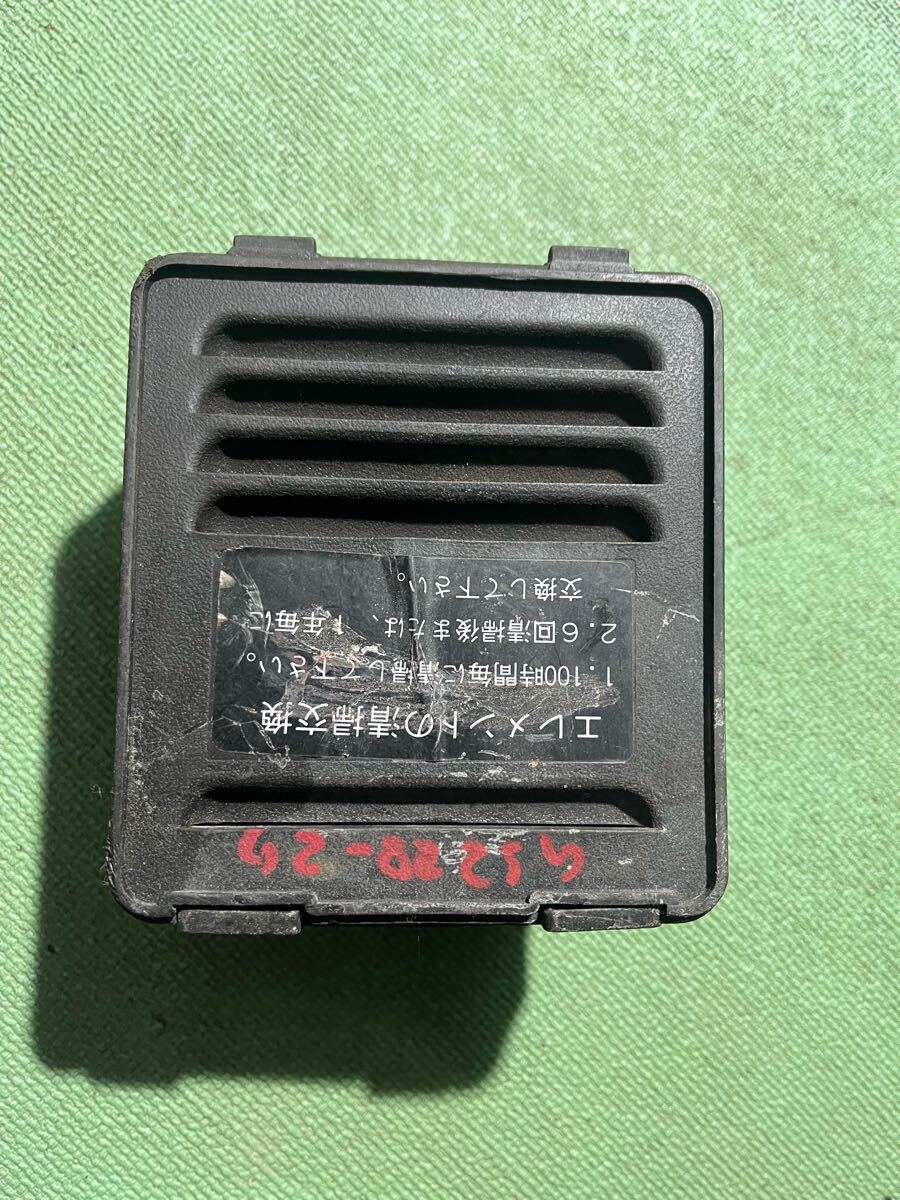 エレメントの清掃交換
1.100時間毎に清掃して下さい。
2.6回清掃後または、1年毎に
交換して下さい。